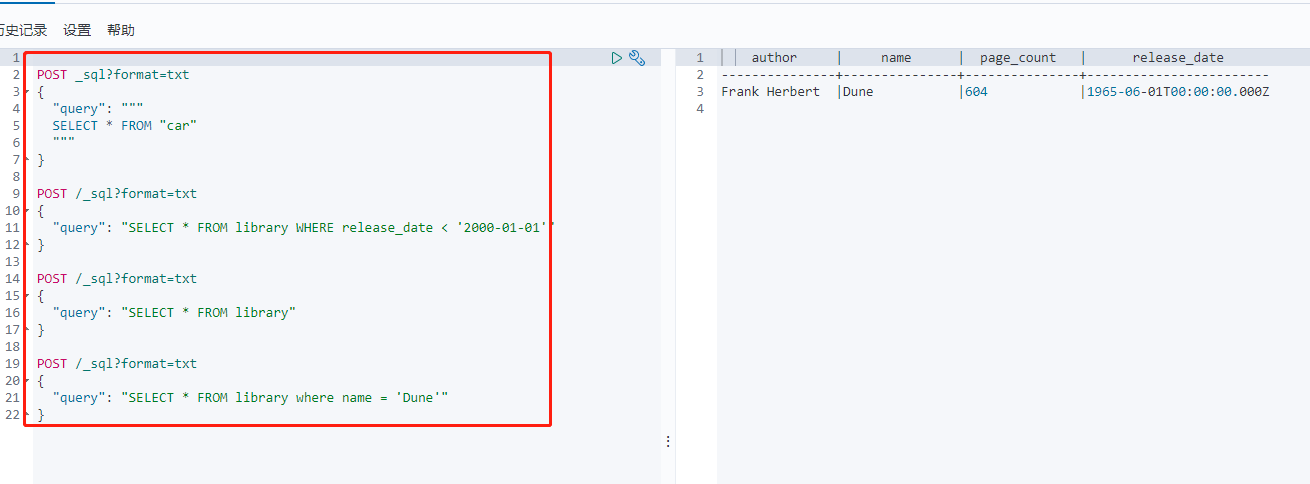 历史记录 设置 帮助
1
2 POST _sql?format=txt
3 {
4 "query": """
5 SELECT * FROM "car"
6 """
7 }
8
9 POST /_sql?format=txt
10 {
11 "query": "SELECT * FROM library WHERE release_date < '2000-01-01'"
12 }
13
14 POST /_sql?format=txt
15 {
16 "query": "SELECT * FROM library"
17 }
18
19 POST /_sql?format=txt
20 {
21 "query": "SELECT * FROM library where name = 'Dune'"
22 }
1 author | name | page_count | release_date
2 ---------------+---------------+---------------+------------------------
3 Frank Herbert |Dune |604 |1965-06-01T00:00:00.000Z
4